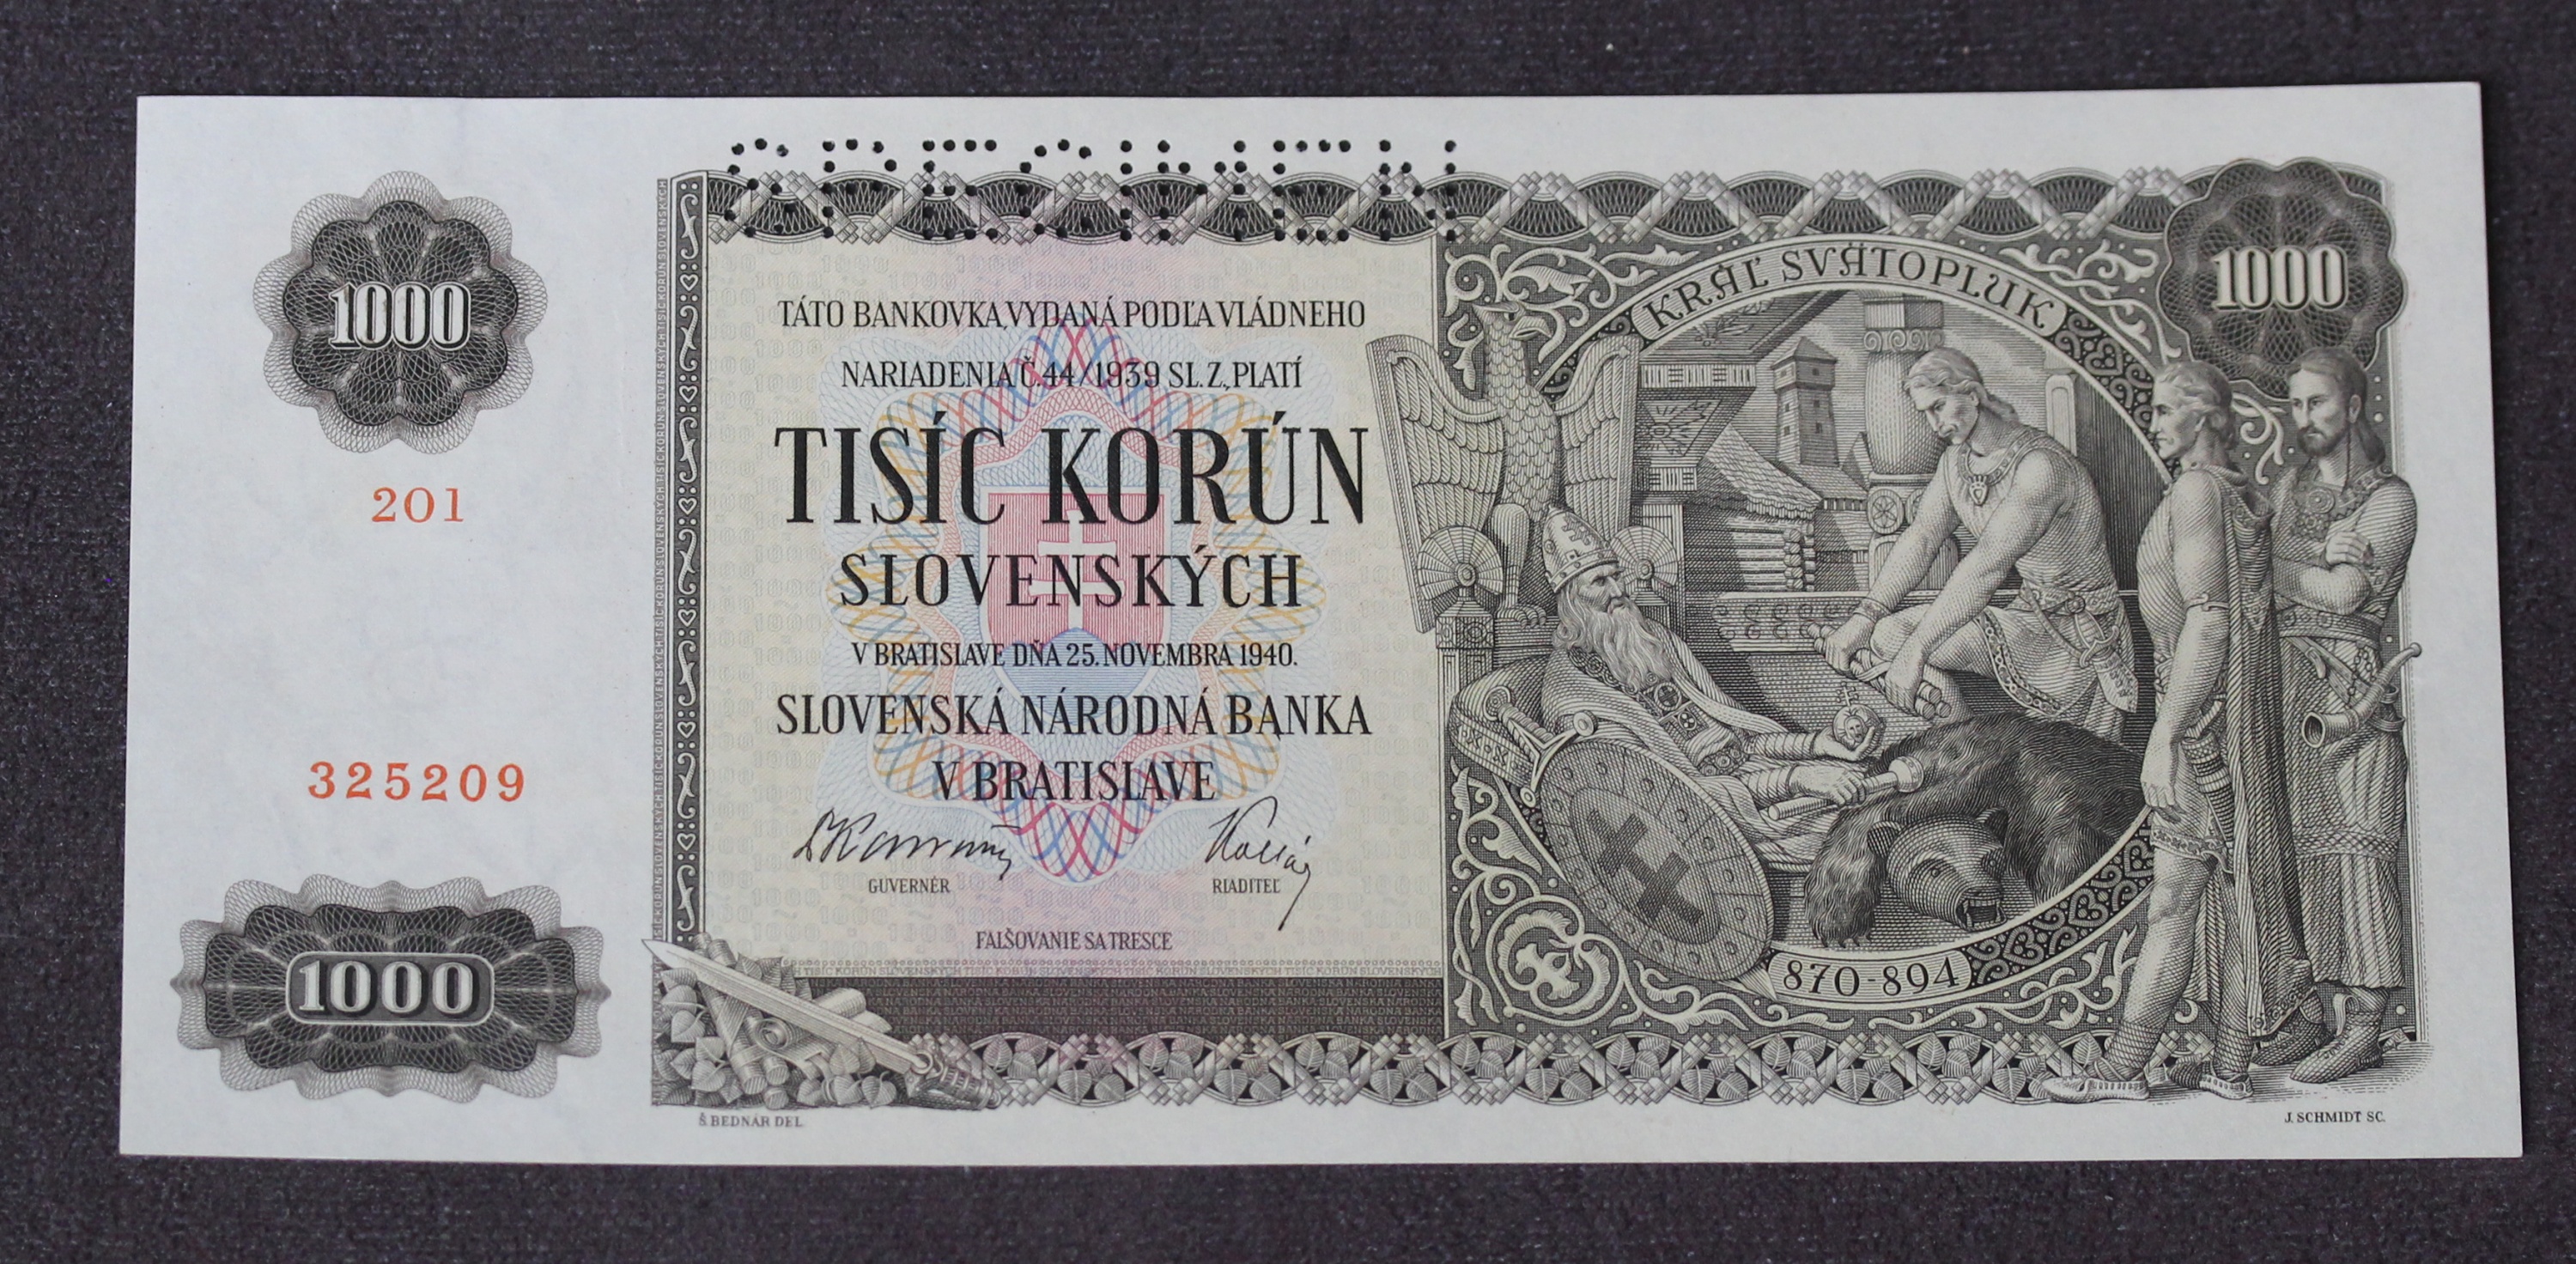 SPECIMEN
1000
201
325209
1000
TÁTO BANKOVKA, VYDANÁ PODĽA VLÁDNEHO
NARIADENIA Č. 44/1939 SL. Z., PLATÍ
TISÍC KORÚN
SLOVENSKÝCH
V BRATISLAVE DŇA 25. NOVEMBRA 1940.
SLOVENSKÁ NÁRODNÁ BANKA
V BRATISLAVE
GUVERNÉR
RIADITEĽ
FALŠOVANIE SA TRESCE
KRÁĽ SVÄTOPLUK
1000
870-894
Š. BEDNÁR DEL.
J. SCHMIDT SC.